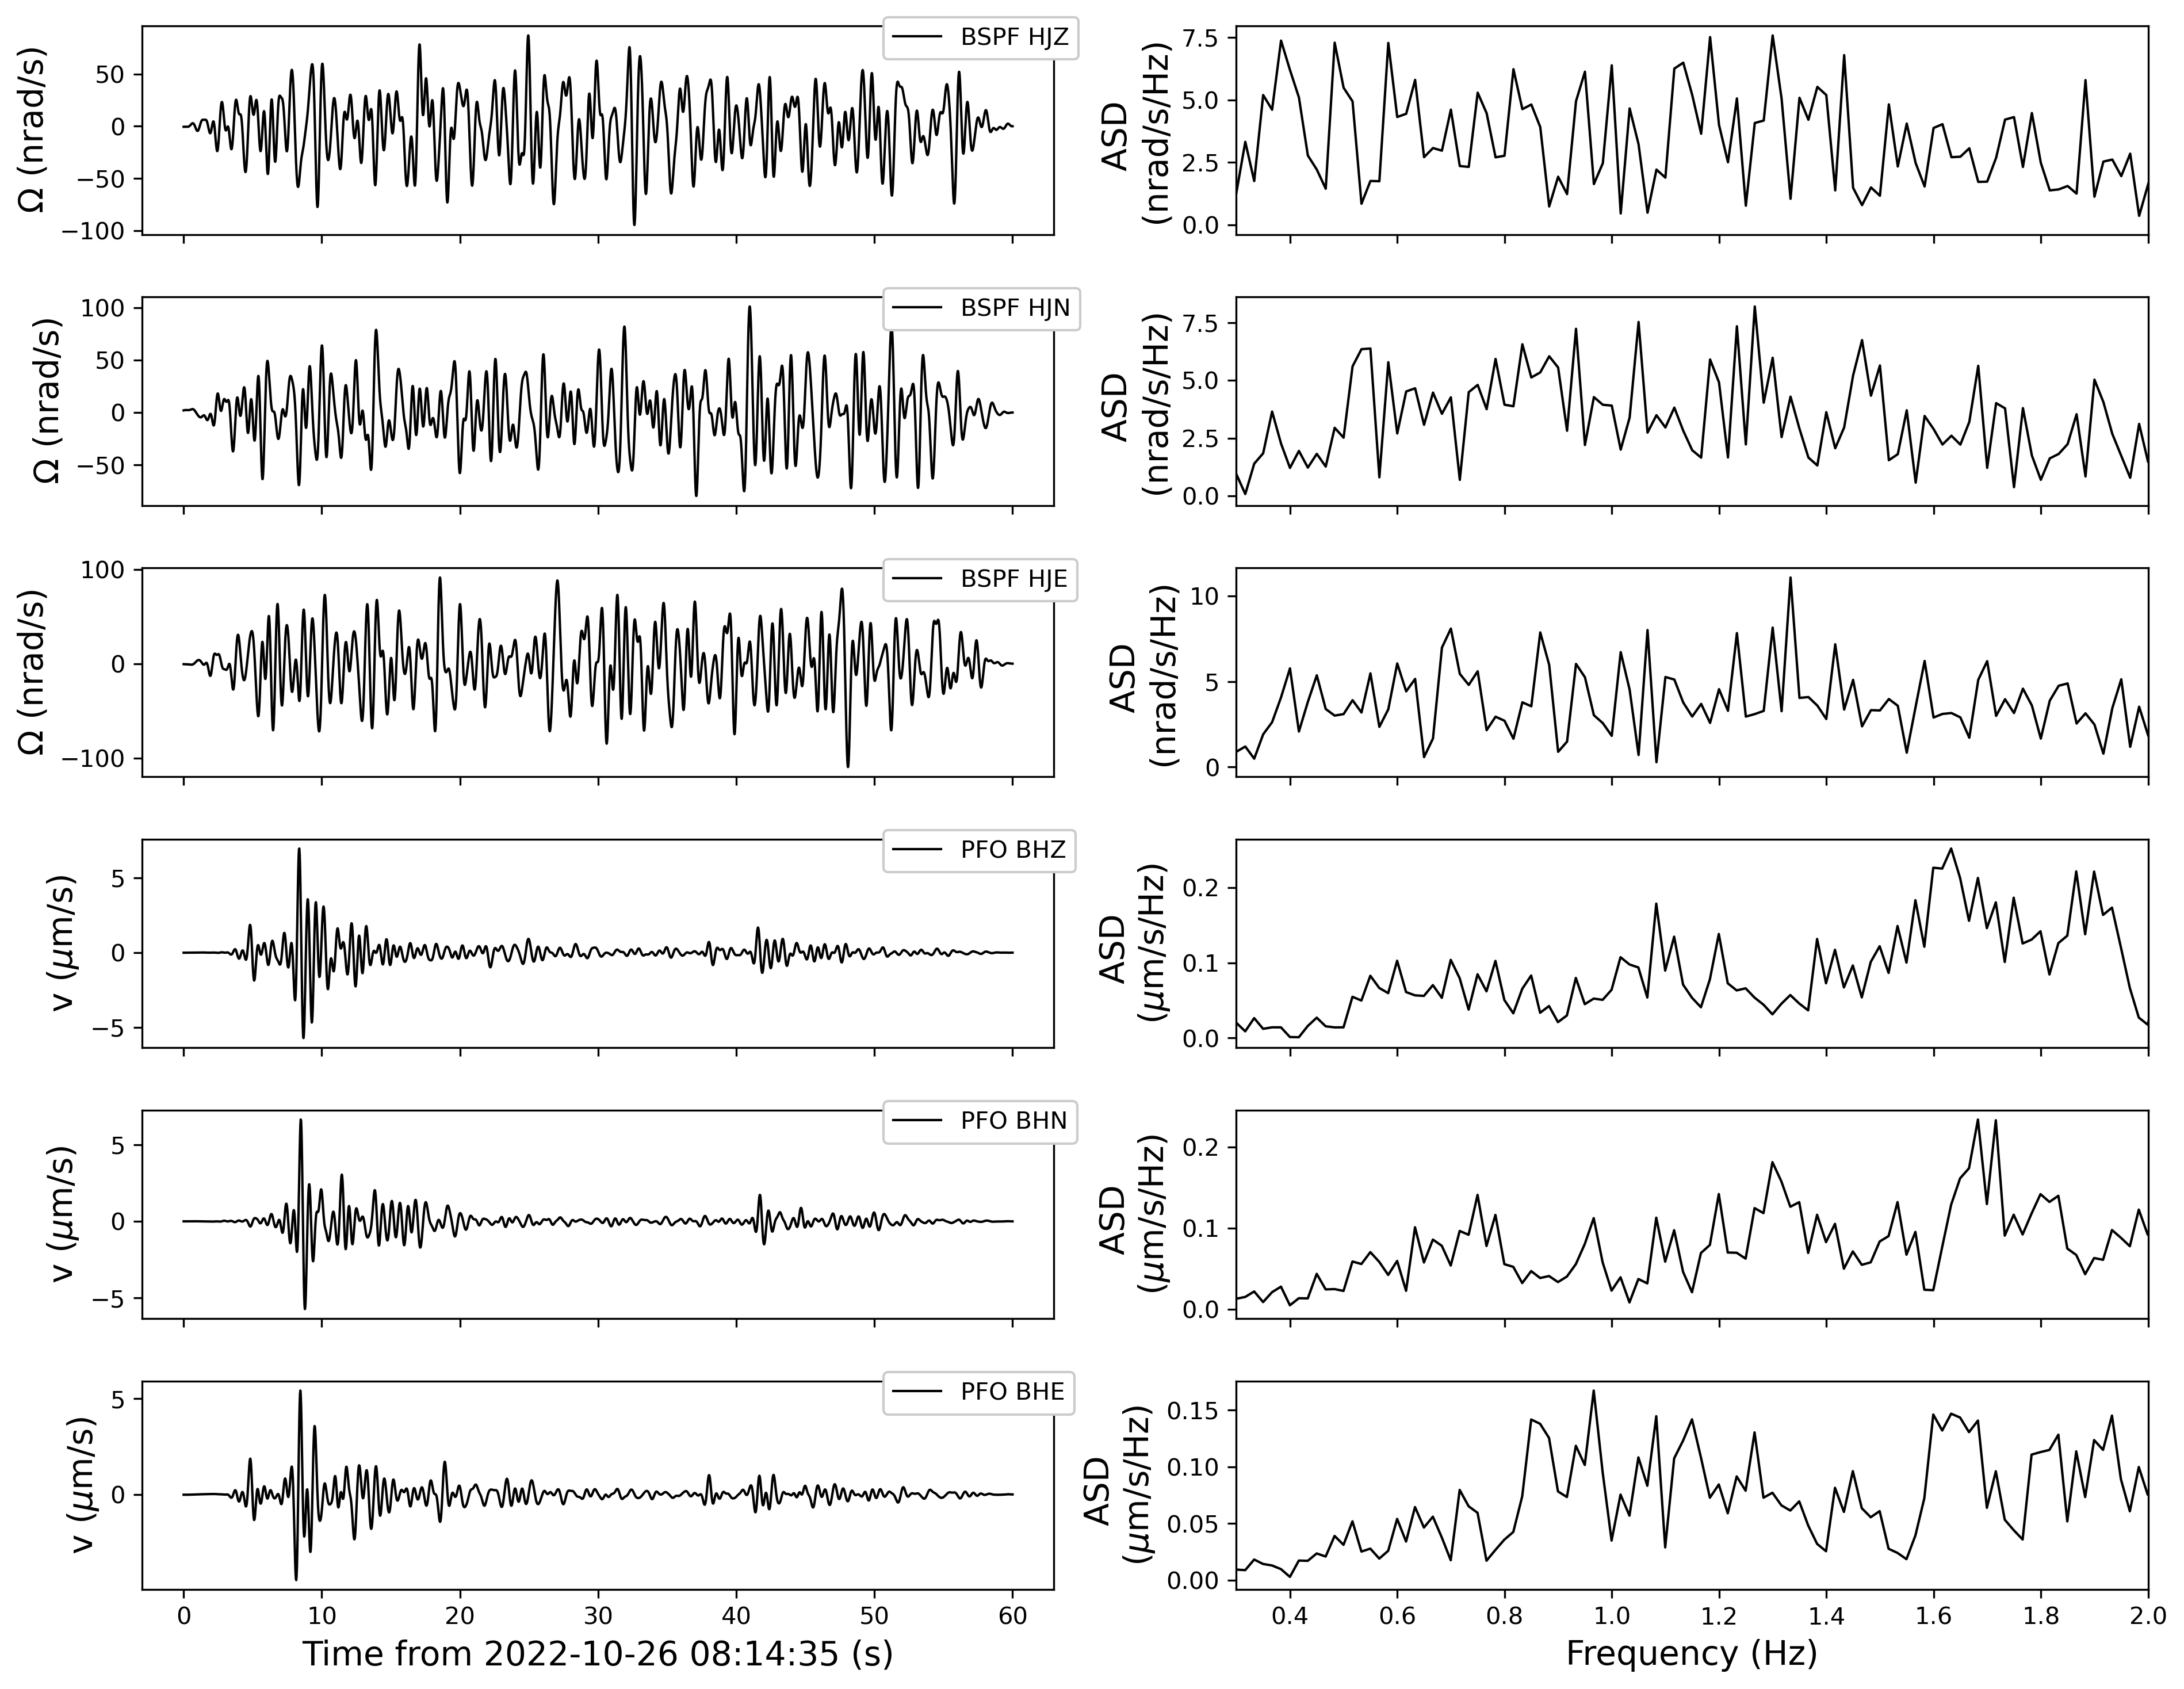 BSPF HJZ
Ω (nrad/s)
50
0
−50
−100
ASD
(nrad/s/Hz)
7.5
5.0
2.5
0.0
BSPF HJN
Ω (nrad/s)
100
50
0
−50
ASD
(nrad/s/Hz)
7.5
5.0
2.5
0.0
BSPF HJE
Ω (nrad/s)
100
0
−100
ASD
(nrad/s/Hz)
10
5
0
PFO BHZ
v (μm/s)
5
0
−5
ASD
(μm/s/Hz)
0.2
0.1
0.0
PFO BHN
v (μm/s)
5
0
−5
ASD
(μm/s/Hz)
0.2
0.1
0.0
PFO BHE
v (μm/s)
5
0
ASD
(μm/s/Hz)
0.15
0.10
0.05
0.00
0 10 20 30 40 50 60
Time from 2022-10-26 08:14:35 (s)
0.4 0.6 0.8 1.0 1.2 1.4 1.6 1.8 2.0
Frequency (Hz)